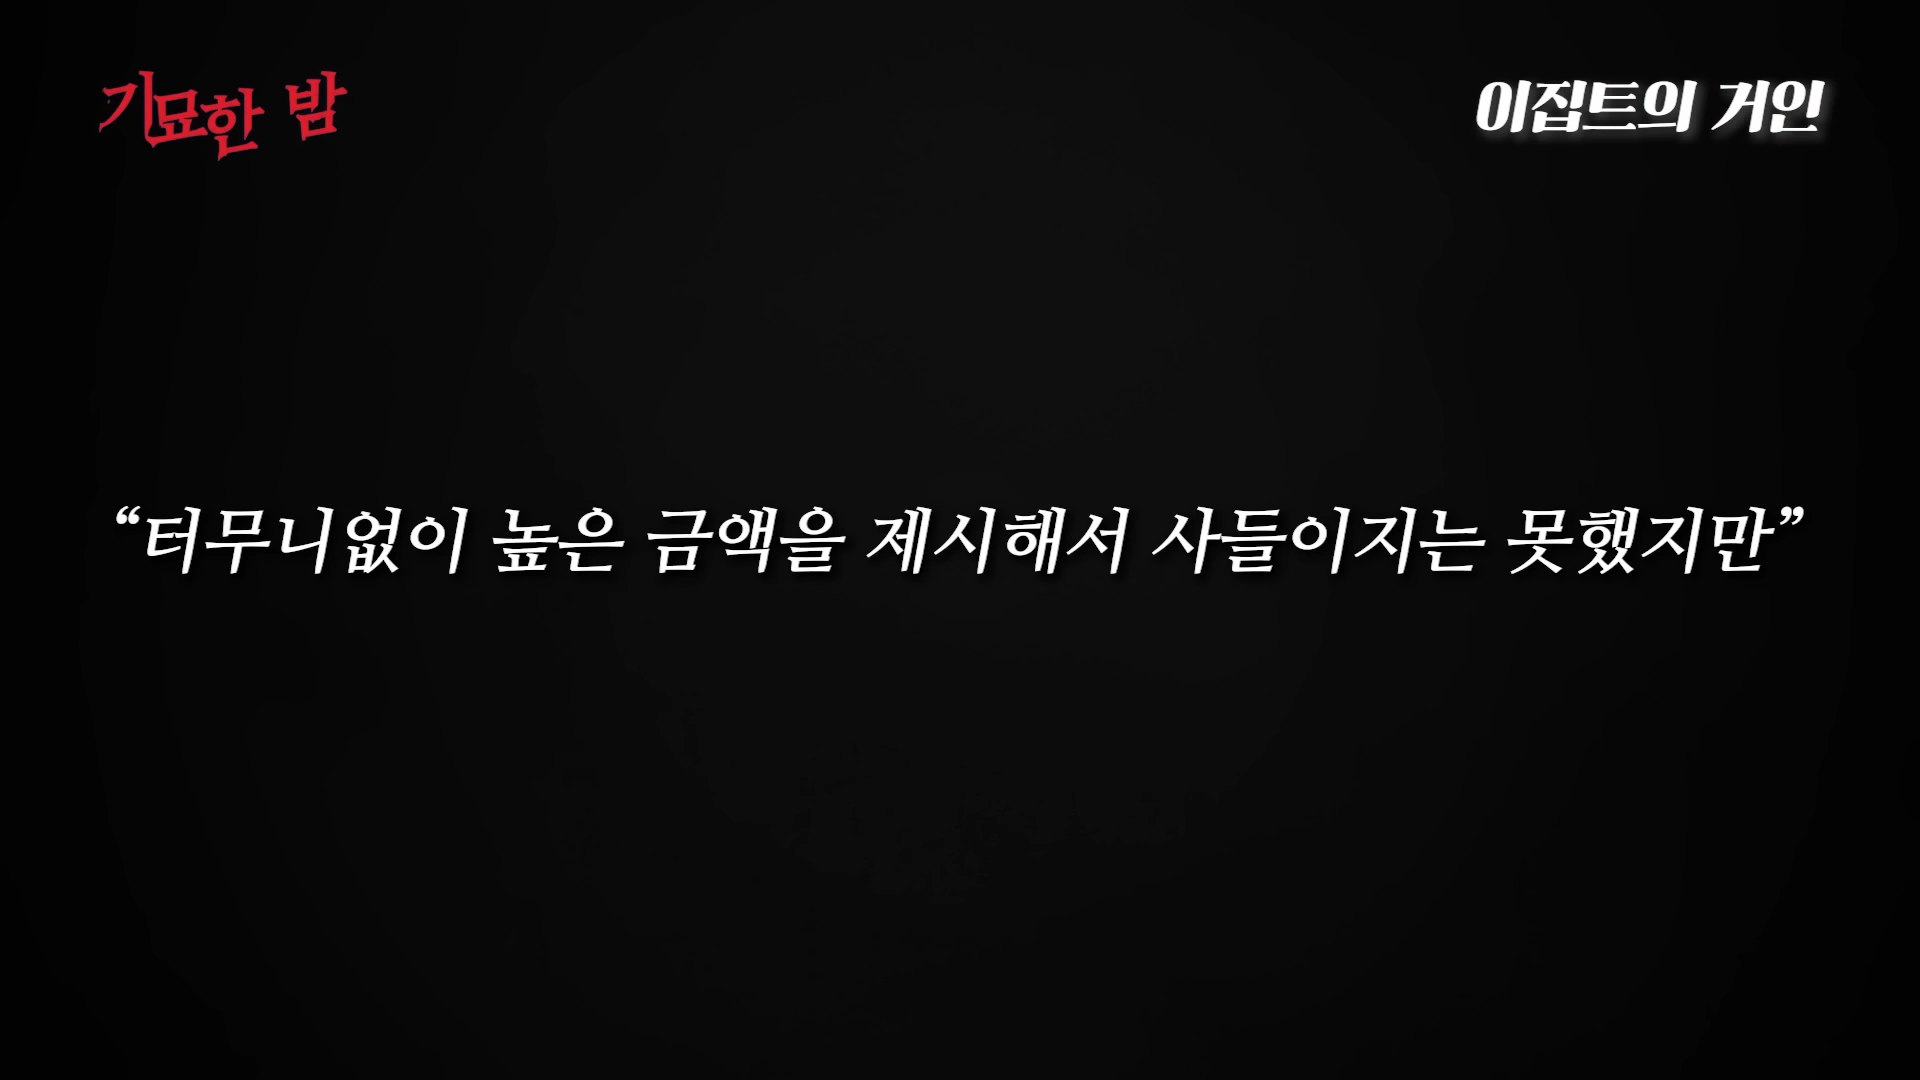 기묘한 밤
이집트의 거인
“터무니없이 높은 금액을 제시해서 사들이지는 못했지만”